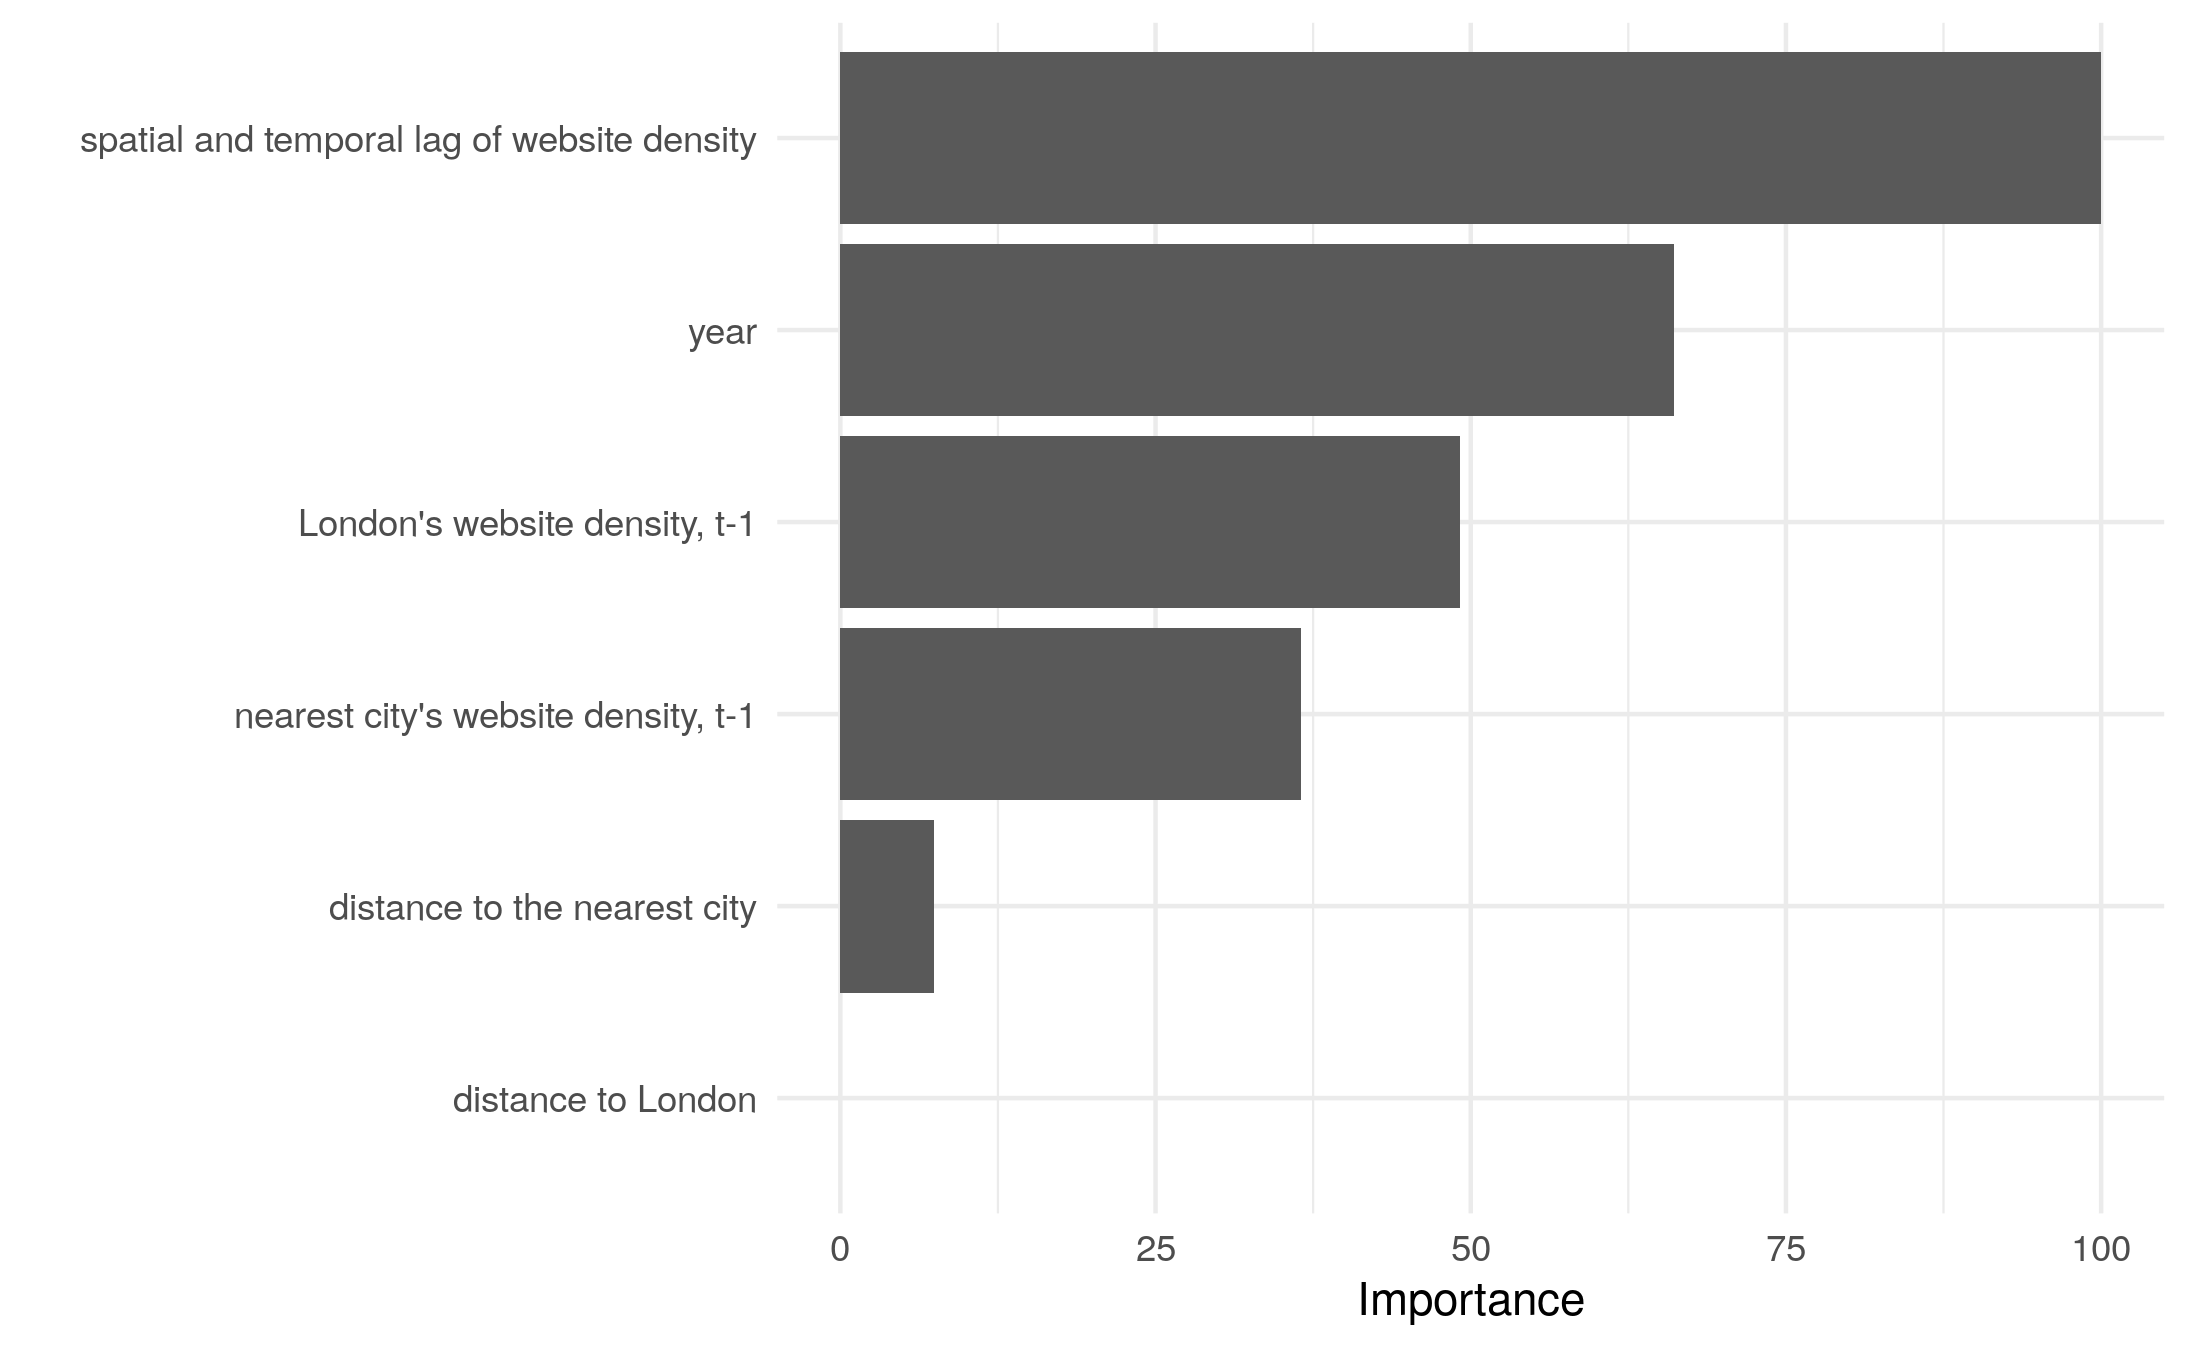 spatial and temporal lag of website density
year
London's website density, t-1
nearest city's website density, t-1
distance to the nearest city
distance to London
0 25 50 75 100
Importance